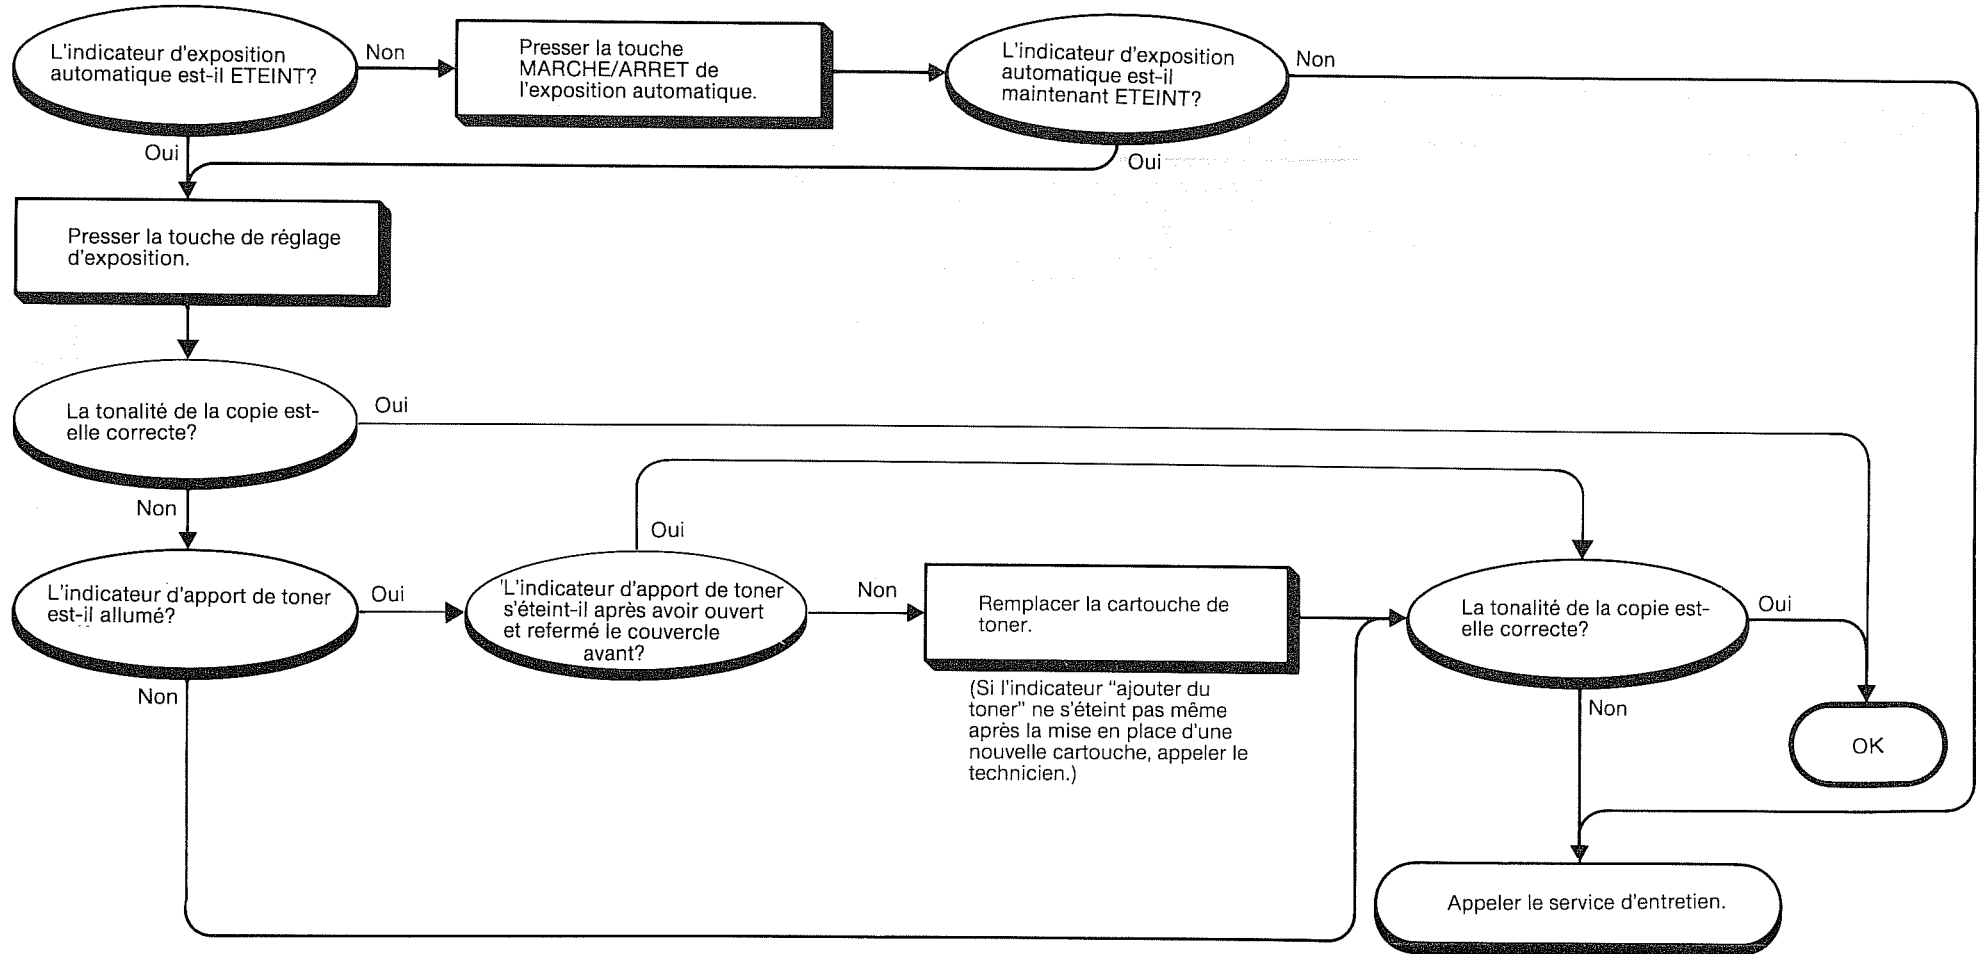 L'indicateur d'exposition
automatique est-il ETEINT?
Non
Presser la touche
MARCHE/ARRET de
l'exposition automatique.
L'indicateur d'exposition
automatique est-il
maintenant ETEINT?
Non
Oui
Oui
Presser la touche de réglage
d'exposition.
La tonalité de la copie est-
elle correcte?
Oui
Non
Oui
L'indicateur d'apport de toner
est-il allumé?
Oui
L'indicateur d'apport de toner
s'éteint-il après avoir ouvert
et refermé le couvercle
avant?
Non
Remplacer la cartouche de
toner.
(Si l'indicateur “ajouter du
toner” ne s'éteint pas même
après la mise en place d'une
nouvelle cartouche, appeler le
technicien.)
La tonalité de la copie est-
elle correcte?
Oui
Non
Non
OK
Appeler le service d'entretien.